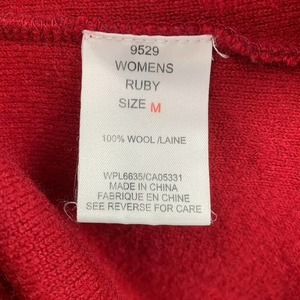 9529
WOMENS
RUBY
SIZE M
100% WOOL/LAINE
WPL6635/CA05331
MADE IN CHINA
FABRIQUE EN CHINE
SEE REVERSE FOR CARE